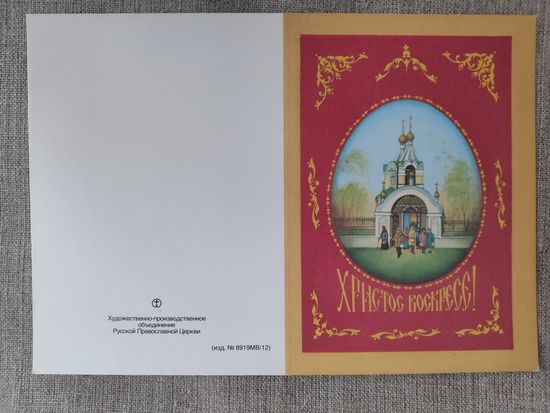 Художественно-производственное
объединение
Русской Православной Церкви
(изд. № 8919МВ/12)
ХРИСТОС ВОСКРЕСЕ!